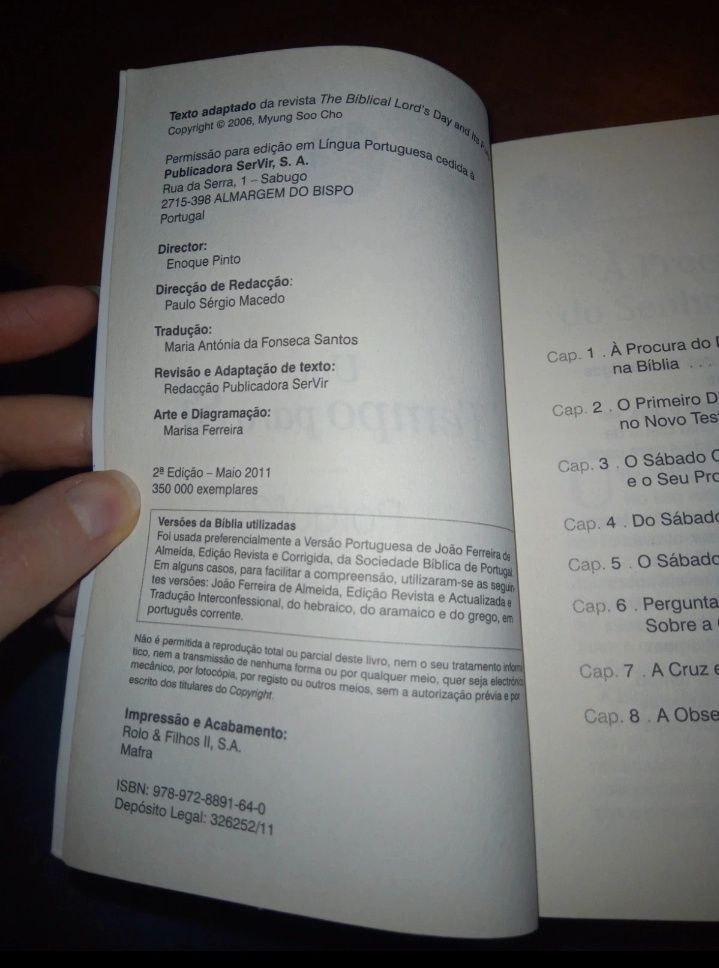 Texto adaptado da revista The Biblical Lord's Day and Its
Copyright © 2006, Myung Soo Cho
Permissão para edição em Língua Portuguesa cedida à
Publicadora SerVir, S. A.
Rua da Serra, 1 – Sabugo
2715-398 ALMARGEM DO BISPO
Portugal
Director:
Enoque Pinto
Direcção de Redacção:
Paulo Sérgio Macedo
Tradução:
Maria Antónia da Fonseca Santos
Revisão e Adaptação de texto:
Redacção Publicadora SerVir
Arte e Diagramação:
Marisa Ferreira
2ª Edição – Maio 2011
350 000 exemplares
Versões da Bíblia utilizadas
Foi usada preferencialmente a Versão Portuguesa de João Ferreira de
Almeida, Edição Revista e Corrigida, da Sociedade Bíblica de Portugal.
Em alguns casos, para facilitar a compreensão, utilizaram-se as seguin-
tes versões: João Ferreira de Almeida, Edição Revista e Actualizada e
Tradução Interconfessional, do hebraico, do aramaico e do grego, em
português corrente.
Não é permitida a reprodução total ou parcial deste livro, nem o seu tratamento informá-
tico, nem a transmissão de nenhuma forma ou por qualquer meio, quer seja electrónico,
mecânico, por fotocópia, por registo ou outros meios, sem a autorização prévia e por
escrito dos titulares do Copyright.
Impressão e Acabamento:
Rolo & Filhos II, S.A.
Mafra
ISBN: 978-972-8891-64-0
Depósito Legal: 326252/11
Cap. 1 . À Procura do
na Bíblia . . .
Cap. 2 . O Primeiro D
no Novo Test
Cap. 3 . O Sábado
e o Seu Pro
Cap. 4 . Do Sábado
Cap. 5 . O Sábado
Cap. 6 . Pergunta
Sobre a
Cap. 7 . A Cruz e
Cap. 8 . A Obse